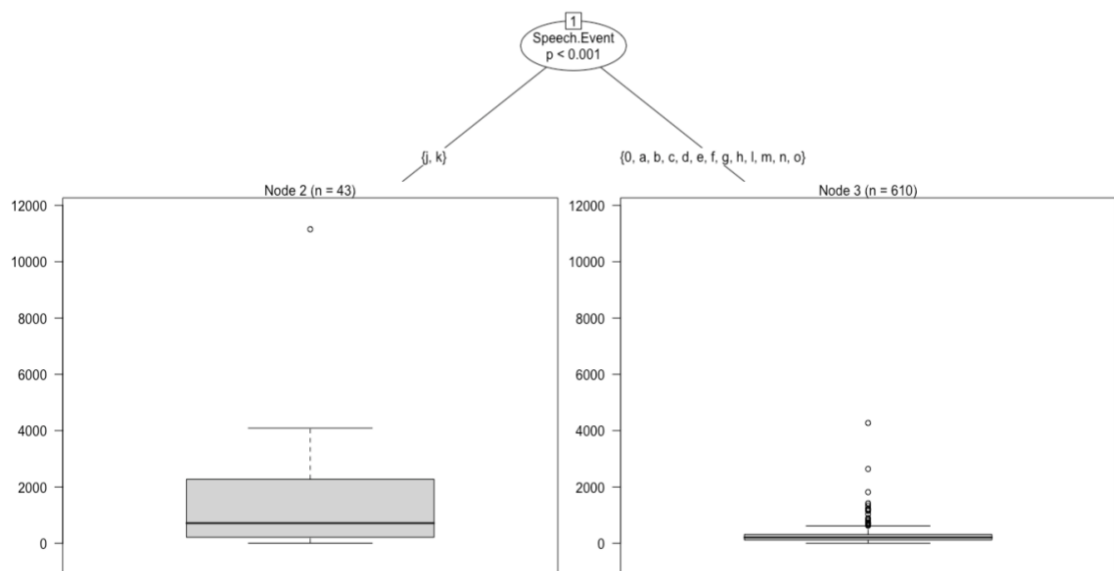 1
Speech.Event
p < 0.001
{j, k}
{0, a, b, c, d, e, f, g, h, l, m, n, o}
Node 2 (n = 43)
12000
10000
8000
6000
4000
2000
0
Node 3 (n = 610)
12000
10000
8000
6000
4000
2000
0